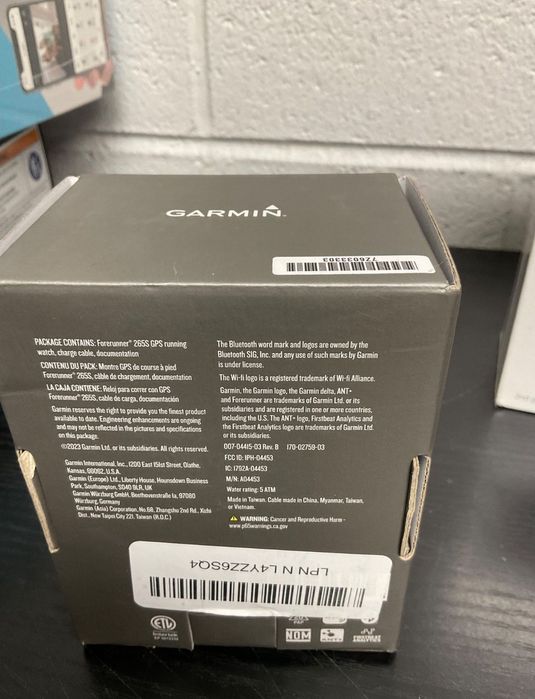 GARMIN
7Z6033303
PACKAGE CONTAINS: Forerunner™ 265S GPS running
watch, charge cable, documentation
CONTENU DU PACK: Montre GPS de course à pied
Forerunner™ 265S, câble de chargement, documentation
LA CAJA CONTIENE: Reloj para correr con GPS
Forerunner™ 265S, cable de carga, documentación
Garmin reserves the right to provide you the finest product
available to date. Engineering enhancements are ongoing
and may not be reflected in the pictures and specifications
on this package.
©2023 Garmin Ltd. or its subsidiaries. All rights reserved.
Garmin International, Inc., 1200 East 151st Street, Olathe,
Kansas, 66062, U.S.A.
Garmin (Europe) Ltd., Liberty House, Hounsdown Business
Park, Southampton, SO40 9LR, UK
Garmin Würzburg GmbH, Beethovenstraße 1a, 97080
Würzburg, Germany
Garmin (Asia) Corporation, No.68, Zhangshu 2nd Rd., Xizhi
Dist., New Taipei City 221, Taiwan (R.O.C.)
The Bluetooth word mark and logos are owned by the
Bluetooth SIG, Inc. and any use of such marks by Garmin
is under license.
The Wi-Fi logo is a registered trademark of Wi-Fi Alliance.
Garmin, the Garmin logo, the Garmin delta, ANT+
and Forerunner are trademarks of Garmin Ltd. or its
subsidiaries and are registered in one or more countries,
including the U.S. The ANT+ logo, Firstbeat Analytics and
the Firstbeat Analytics logo are trademarks of Garmin Ltd.
or its subsidiaries.
007-04415-03 Rev. B 170-02759-03
FCC ID: IPH-04453
IC: 1792A-04453
M/N: A04453
Water rating: 5 ATM
Made in Taiwan. Cable made in China, Myanmar, Taiwan,
or Vietnam.
WARNING: Cancer and Reproductive Harm -
www.p65warnings.ca.gov
LPN N L4YZZ6SQ4
ETL
Intertek
PAP
NOM
ANT+